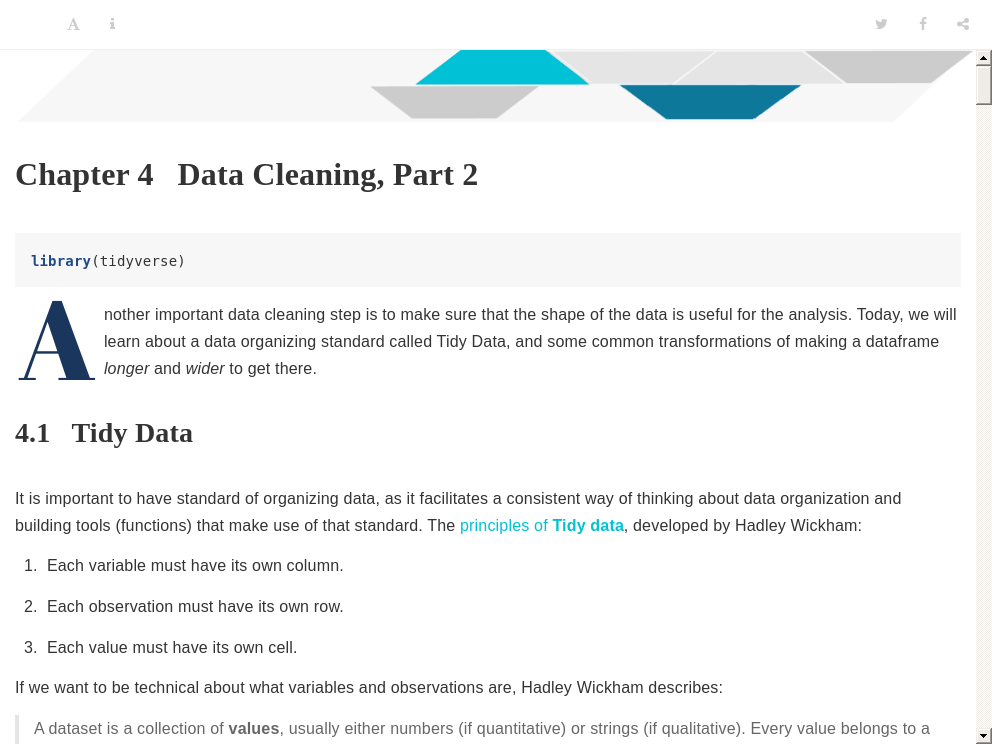 Chapter 4 Data Cleaning, Part 2
library(tidyverse)
Another important data cleaning step is to make sure that the shape of the data is useful for the analysis. Today, we will
learn about a data organizing standard called Tidy Data, and some common transformations of making a dataframe
longer and wider to get there.
4.1 Tidy Data
It is important to have standard of organizing data, as it facilitates a consistent way of thinking about data organization and
building tools (functions) that make use of that standard. The principles of Tidy data, developed by Hadley Wickham:
1. Each variable must have its own column.
2. Each observation must have its own row.
3. Each value must have its own cell.
If we want to be technical about what variables and observations are, Hadley Wickham describes:
A dataset is a collection of values, usually either numbers (if quantitative) or strings (if qualitative). Every value belongs to a